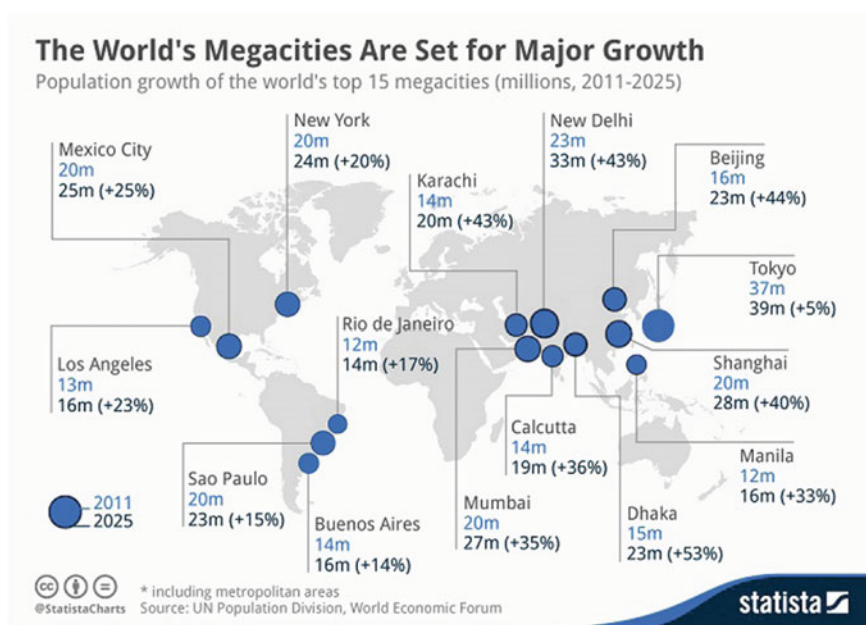 The World's Megacities Are Set for Major Growth
Population growth of the world's top 15 megacities (millions, 2011-2025)
Mexico City
20m
25m (+25%)
New York
20m
24m (+20%)
Karachi
14m
20m (+43%)
New Delhi
23m
33m (+43%)
Beijing
16m
23m (+44%)
Tokyo
37m
39m (+5%)
Los Angeles
13m
16m (+23%)
Rio de Janeiro
12m
14m (+17%)
Shanghai
20m
28m (+40%)
Sao Paulo
20m
23m (+15%)
Buenos Aires
14m
16m (+14%)
Calcutta
14m
19m (+36%)
Mumbai
20m
27m (+35%)
Dhaka
15m
23m (+53%)
Manila
12m
16m (+33%)
2011
2025
cc
@StatistaCharts
* including metropolitan areas
Source: UN Population Division, World Economic Forum
statista